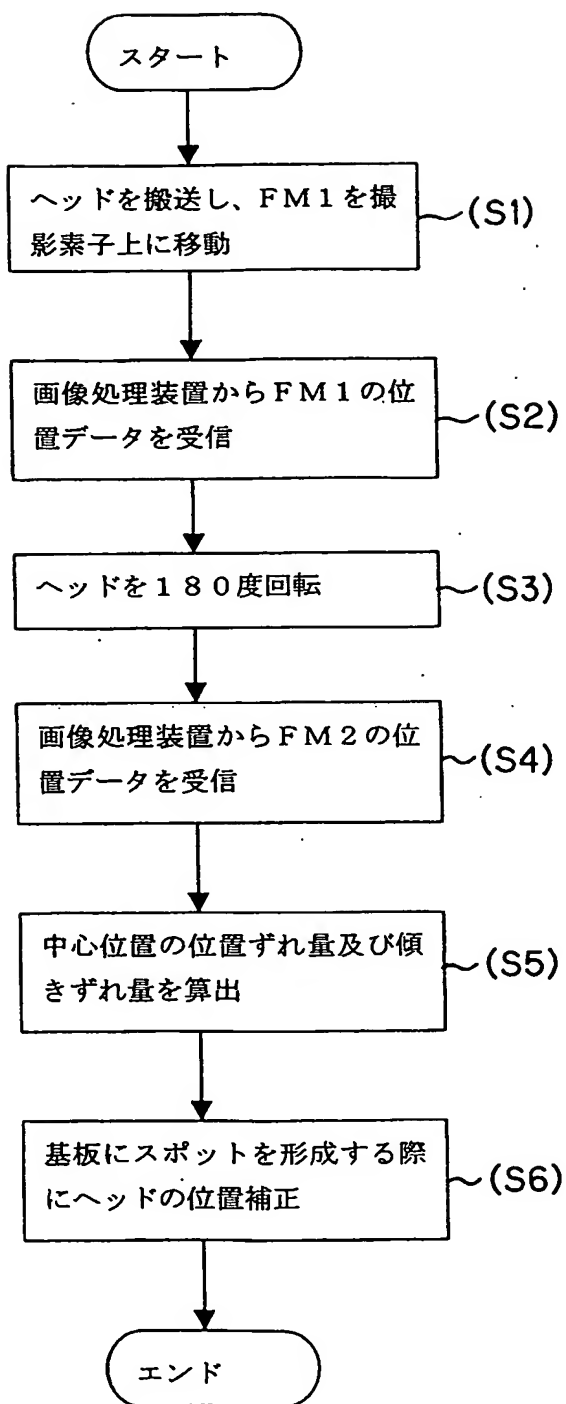 スタート
ヘッドを搬送し、FM1を撮
影素子上に移動
(S1)
画像処理装置からFM1の位
置データを受信
(S2)
ヘッドを180度回転
(S3)
画像処理装置からFM2の位
置データを受信
(S4)
中心位置の位置ずれ量及び傾
きずれ量を算出
(S5)
基板にスポットを形成する際
にヘッドの位置補正
(S6)
エンド